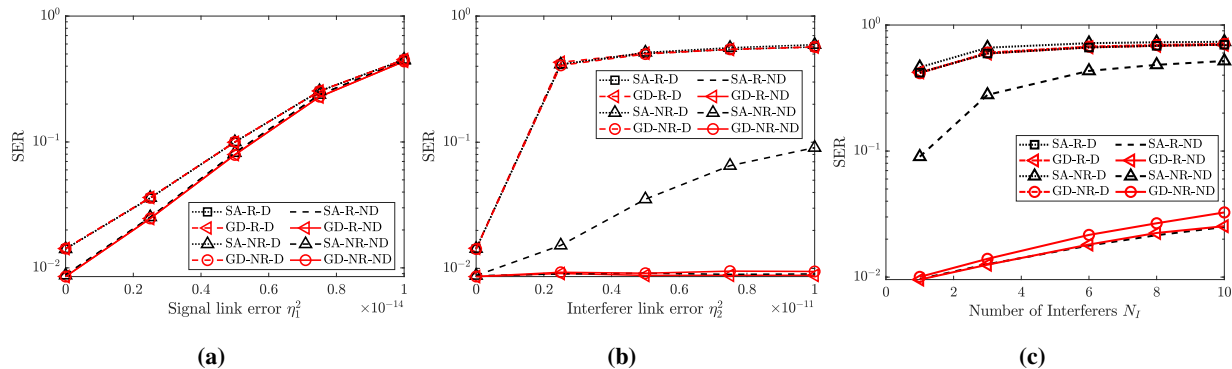 10^0
10^{-1}
10^{-2}
SER
0 0.2 0.4 0.6 0.8 1
Signal link error η_1^2
×10^{-14}
SA-R-D SA-R-ND
GD-R-D GD-R-ND
SA-NR-D SA-NR-ND
GD-NR-D GD-NR-ND
(a)
10^0
10^{-1}
10^{-2}
SER
0 0.2 0.4 0.6 0.8 1
Interferer link error η_2^2
×10^{-11}
SA-R-D SA-R-ND
GD-R-D GD-R-ND
SA-NR-D SA-NR-ND
GD-NR-D GD-NR-ND
(b)
10^0
10^{-1}
10^{-2}
SER
0 2 4 6 8 10
Number of Interferers N_I
SA-R-D SA-R-ND
GD-R-D GD-R-ND
SA-NR-D SA-NR-ND
GD-NR-D GD-NR-ND
(c)